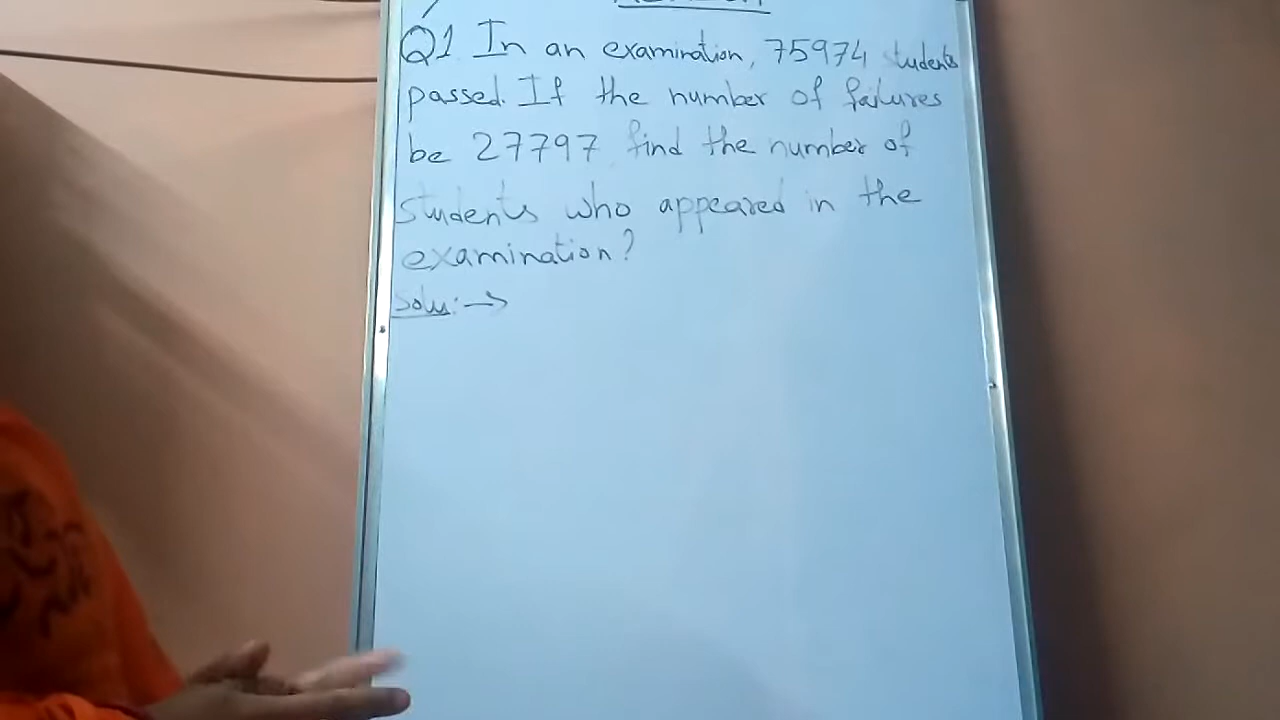 Q1. In an examination, 75974 students
passed. If the number of failures
be 27797 find the number of
students who appeared in the
examination?
Solu:→